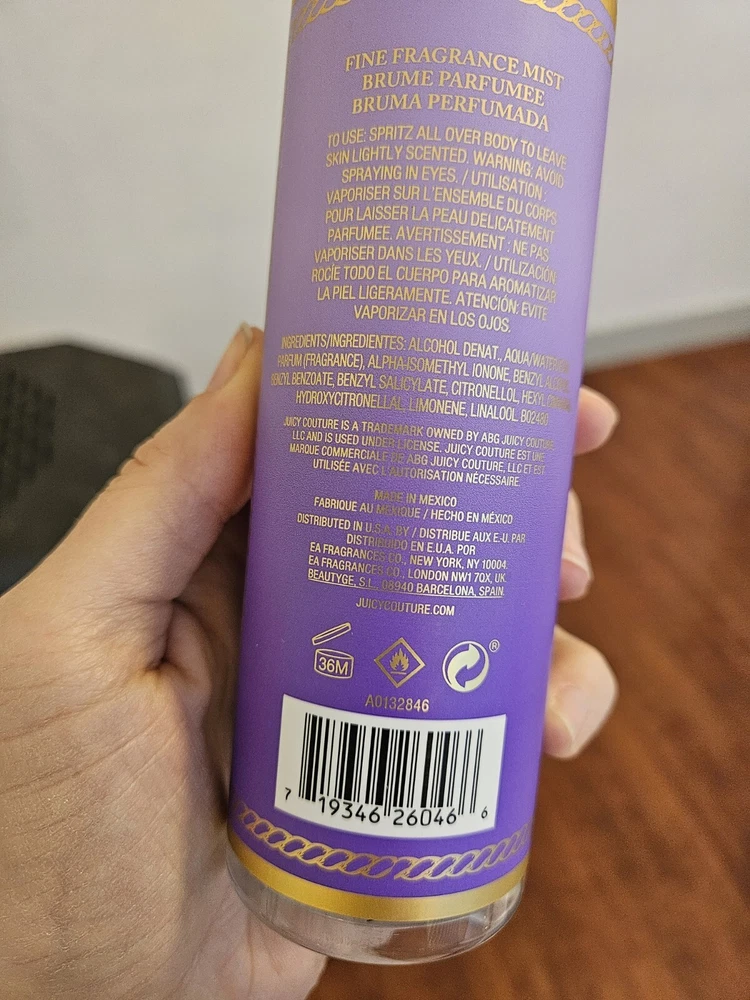 FINE FRAGRANCE MIST
BRUME PARFUMEE
BRUMA PERFUMADA
TO USE: SPRITZ ALL OVER BODY TO LEAVE
SKIN LIGHTLY SCENTED. WARNING: AVOID
SPRAYING IN EYES. / UTILISATION :
VAPORISER SUR L'ENSEMBLE DU CORPS
POUR LAISSER LA PEAU DELICATEMENT
PARFUMEE. AVERTISSEMENT : NE PAS
VAPORISER DANS LES YEUX. / UTILIZACIÓN:
ROCÍE TODO EL CUERPO PARA AROMATIZAR
LA PIEL LIGERAMENTE. ATENCIÓN: EVITE
VAPORIZAR EN LOS OJOS.
INGREDIENTS/INGREDIENTES: ALCOHOL DENAT., AQUA/WATER/EAU,
PARFUM (FRAGRANCE), ALPHA-ISOMETHYL IONONE, BENZYL ALCOHOL,
BENZYL BENZOATE, BENZYL SALICYLATE, CITRONELLOL, HEXYL CINNAMAL,
HYDROXYCITRONELLAL, LIMONENE, LINALOOL. B02480
JUICY COUTURE IS A TRADEMARK OWNED BY ABG JUICY COUTURE,
LLC AND IS USED UNDER LICENSE. JUICY COUTURE EST UNE
MARQUE COMMERCIALE DE ABG JUICY COUTURE, LLC ET EST
UTILISÉE AVEC L'AUTORISATION NÉCESSAIRE.
MADE IN MEXICO
FABRIQUE AU MEXIQUE / HECHO EN MÉXICO
DISTRIBUTED IN U.S.A. BY / DISTRIBUE AUX E-U. PAR
DISTRIBUIDO EN E.U.A. POR
EA FRAGRANCES CO., NEW YORK, NY 10004.
EA FRAGRANCES CO., LONDON NW1 7QX, UK.
BEAUTYGE, S.L., 08940 BARCELONA, SPAIN.
JUICYCOUTURE.COM
36M
®
A0132846
7 19346 26046 6